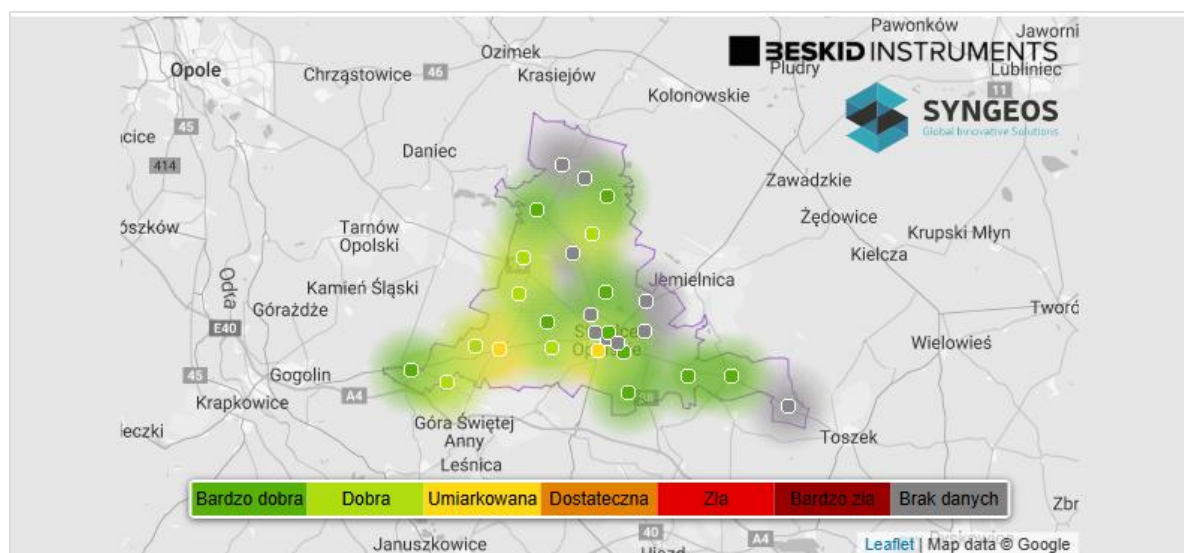 Pawonków
Jaworni
Ozimek
BESKID INSTRUMENTS
Opole
Chrząstowice
46
Krasiejów
Pludry
Lubliniec
Kolonowskie
11
SYNGEOS
Global Innovative Solutions
45
cice
Daniec
414
Zawadzkie
Żędowice
Tarnów
Opolski
Krupski Młyn
Kielcza
Jemielnica
Kamień Śląski
Odra
Górażdże
Tworó
E40
Wielowieś
45
Gogolin
A4
Krapkowice
Góra Świętej
Anny
Toszek
Leśnica
Bardzo dobra
Dobra
Umiarkowana
Dostateczna
Zła
Bardzo zła
Brak danych
Zbr
40
A4
Januszkowice
Leaflet | Map data © Google